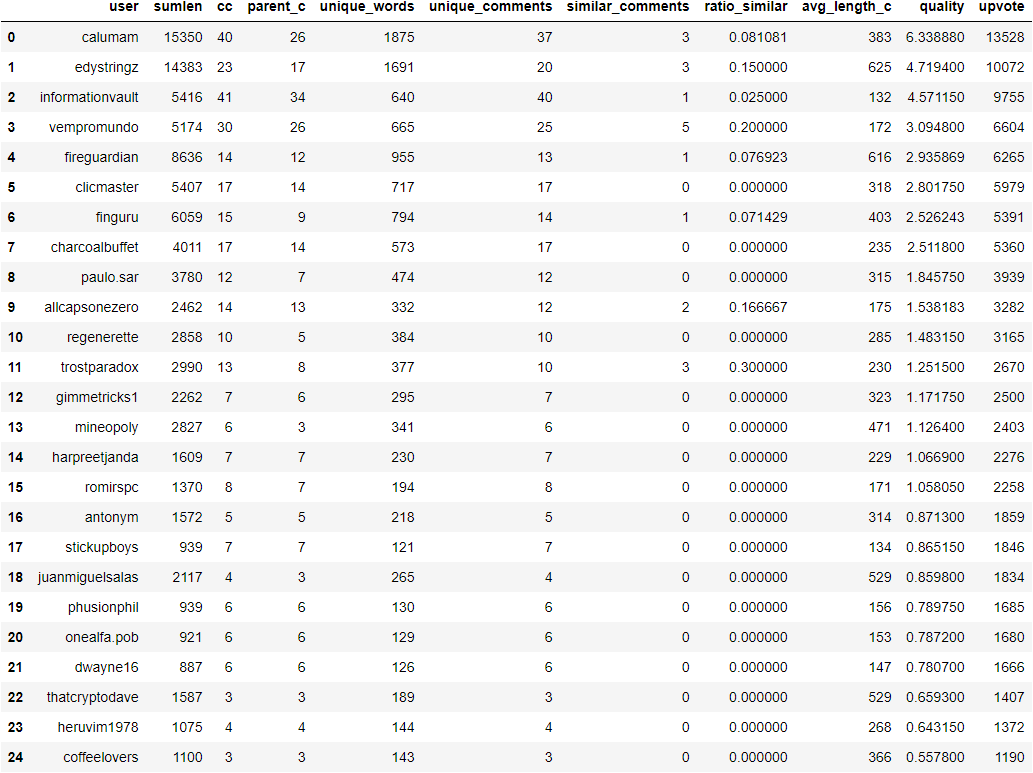 user sumlen cc parent_c unique_words unique_comments similar_comments ratio_similar avg_length_c quality upvote
0 calumam 15350 40 26 1875 37 3 0.081081 383 6.338880 13528
1 edystringz 14383 23 17 1691 20 3 0.150000 625 4.719400 10072
2 informationvault 5416 41 34 640 40 1 0.025000 132 4.571150 9755
3 vempromundo 5174 30 26 665 25 5 0.200000 172 3.094800 6604
4 fireguardian 8636 14 12 955 13 1 0.076923 616 2.935869 6265
5 clicmaster 5407 17 14 717 17 0 0.000000 318 2.801750 5979
6 finguru 6059 15 9 794 14 1 0.071429 403 2.526243 5391
7 charcoalbuffet 4011 17 14 573 17 0 0.000000 235 2.511800 5360
8 paulo.sar 3780 12 7 474 12 0 0.000000 315 1.845750 3939
9 allcapsonezero 2462 14 13 332 12 2 0.166667 175 1.538183 3282
10 regenerette 2858 10 5 384 10 0 0.000000 285 1.483150 3165
11 trostparadox 2990 13 8 377 10 3 0.300000 230 1.251500 2670
12 gimmetricks1 2262 7 6 295 7 0 0.000000 323 1.171750 2500
13 mineopoly 2827 6 3 341 6 0 0.000000 471 1.126400 2403
14 harpreetjanda 1609 7 7 230 7 0 0.000000 229 1.066900 2276
15 romirspc 1370 8 7 194 8 0 0.000000 171 1.058050 2258
16 antonym 1572 5 5 218 5 0 0.000000 314 0.871300 1859
17 stickupboys 939 7 7 121 7 0 0.000000 134 0.865150 1846
18 juanmiguelsalas 2117 4 3 265 4 0 0.000000 529 0.859800 1834
19 phusionphil 939 6 6 130 6 0 0.000000 156 0.789750 1685
20 onealfa.pob 921 6 6 129 6 0 0.000000 153 0.787200 1680
21 dwayne16 887 6 6 126 6 0 0.000000 147 0.780700 1666
22 thatcryptodave 1587 3 3 189 3 0 0.000000 529 0.659300 1407
23 heruvim1978 1075 4 4 144 4 0 0.000000 268 0.643150 1372
24 coffeelovers 1100 3 3 143 3 0 0.000000 366 0.557800 1190